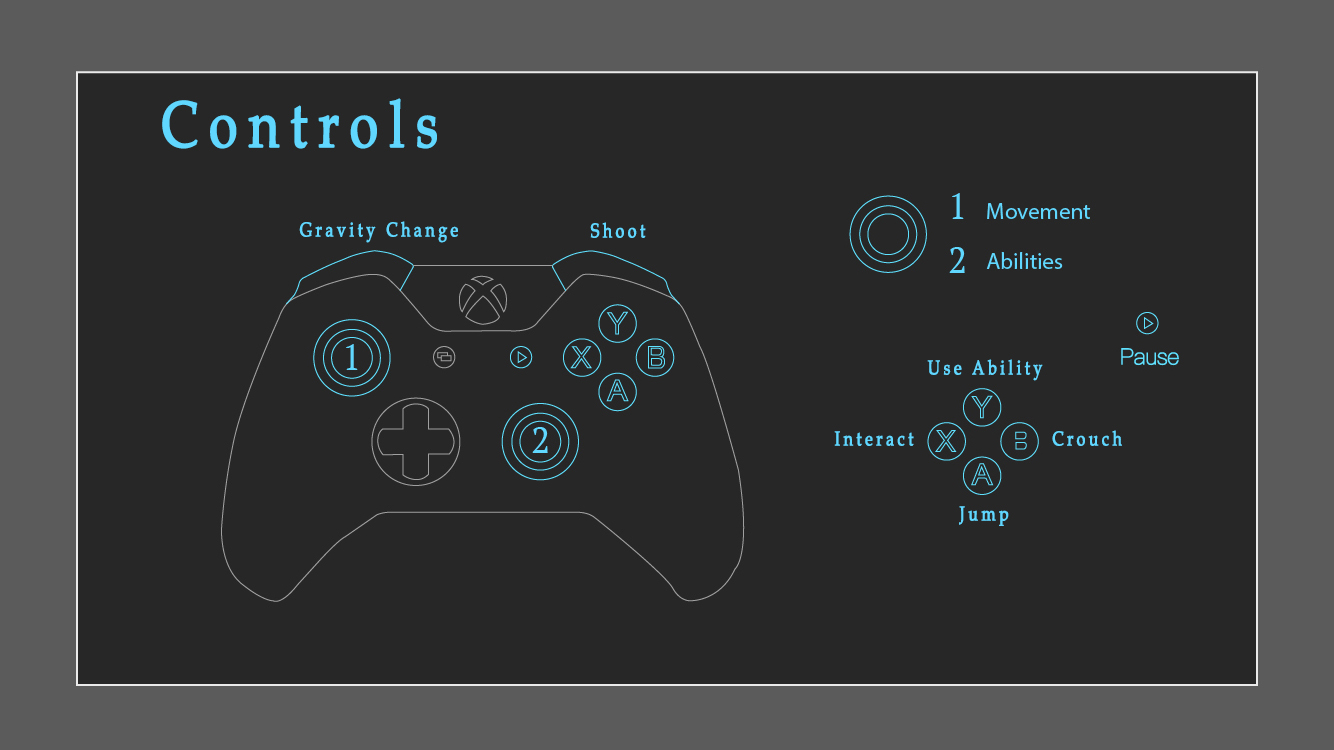 Controls
Gravity Change
Shoot
1 Movement
2 Abilities
Y
1
X
B
A
2
Pause
Use Ability
Y
Interact X B Crouch
A
Jump